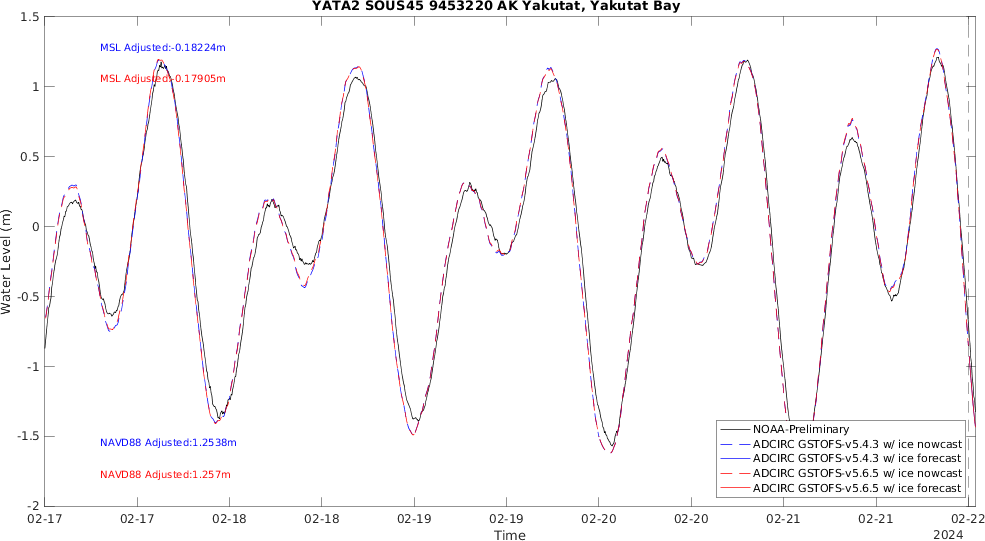 YATA2 SOUS45 9453220 AK Yakutat, Yakutat Bay
1.5
1
0.5
0
-0.5
-1
-1.5
-2
Water Level (m)
MSL Adjusted:-0.18224m
MSL Adjusted:-0.17905m
NAVD88 Adjusted:1.2538m
NAVD88 Adjusted:1.257m
NOAA-Preliminary
ADCIRC GSTOFS-v5.4.3 w/ ice nowcast
ADCIRC GSTOFS-v5.4.3 w/ ice forecast
ADCIRC GSTOFS-v5.6.5 w/ ice nowcast
ADCIRC GSTOFS-v5.6.5 w/ ice forecast
02-17 02-17 02-18 02-18 02-19 02-19 02-20 02-20 02-21 02-21 02-22
Time
2024